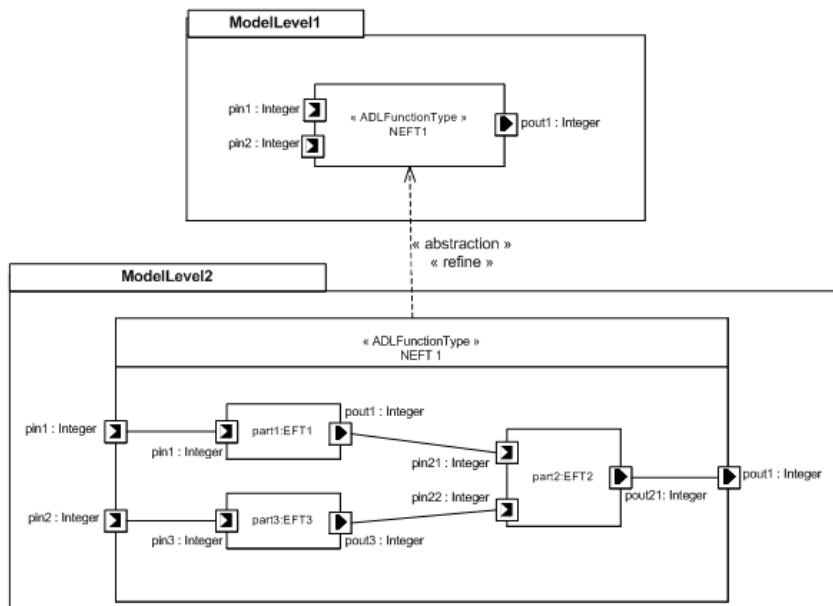 ModelLevel1
pin1 : Integer
« ADLFunctionType »
NEFT1
pout1 : Integer
pin2 : Integer
« abstraction »
« refine »
ModelLevel2
« ADLFunctionType »
NEFT 1
pout1 : Integer
pin1 : Integer
part1:EFT1
pin1 : Integer
pin21 : Integer
part2:EFT2
pout1 : Integer
pin22 : Integer
pout21: Integer
pin2 : Integer
part3:EFT3
pin3 : Integer
pout3 : Integer